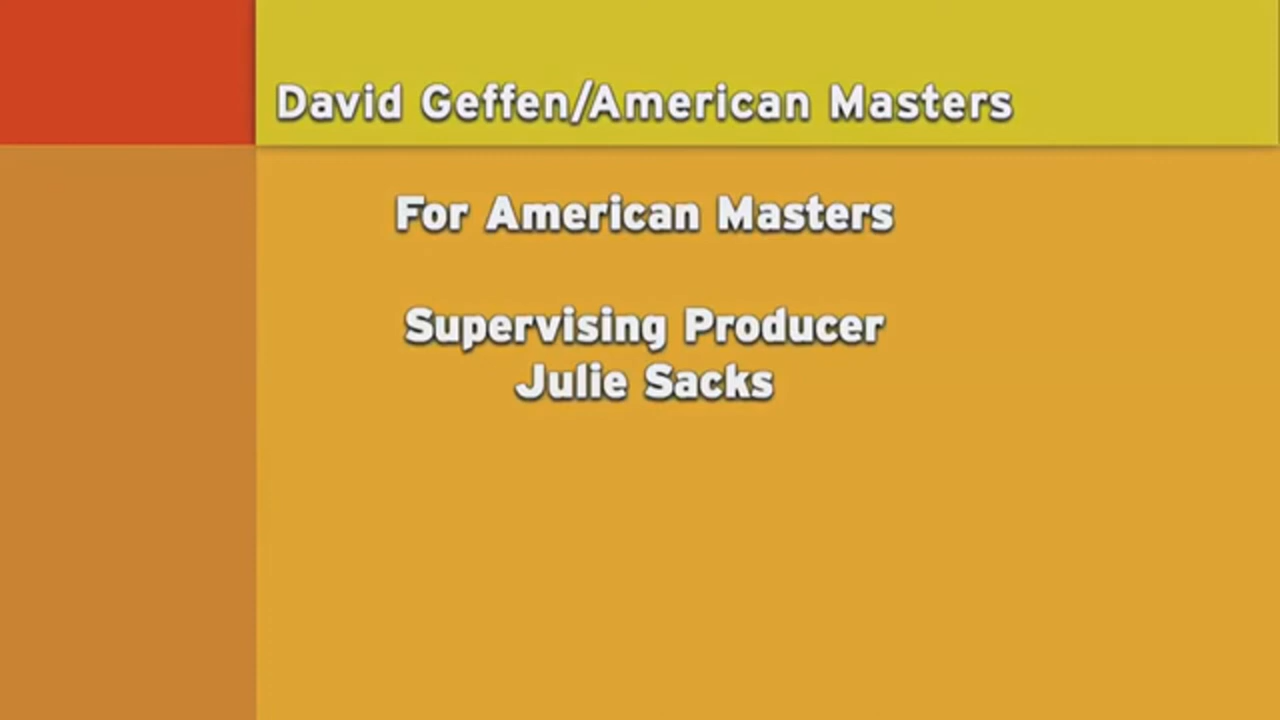 David Geffen/American Masters
For American Masters
Supervising Producer
Julie Sacks